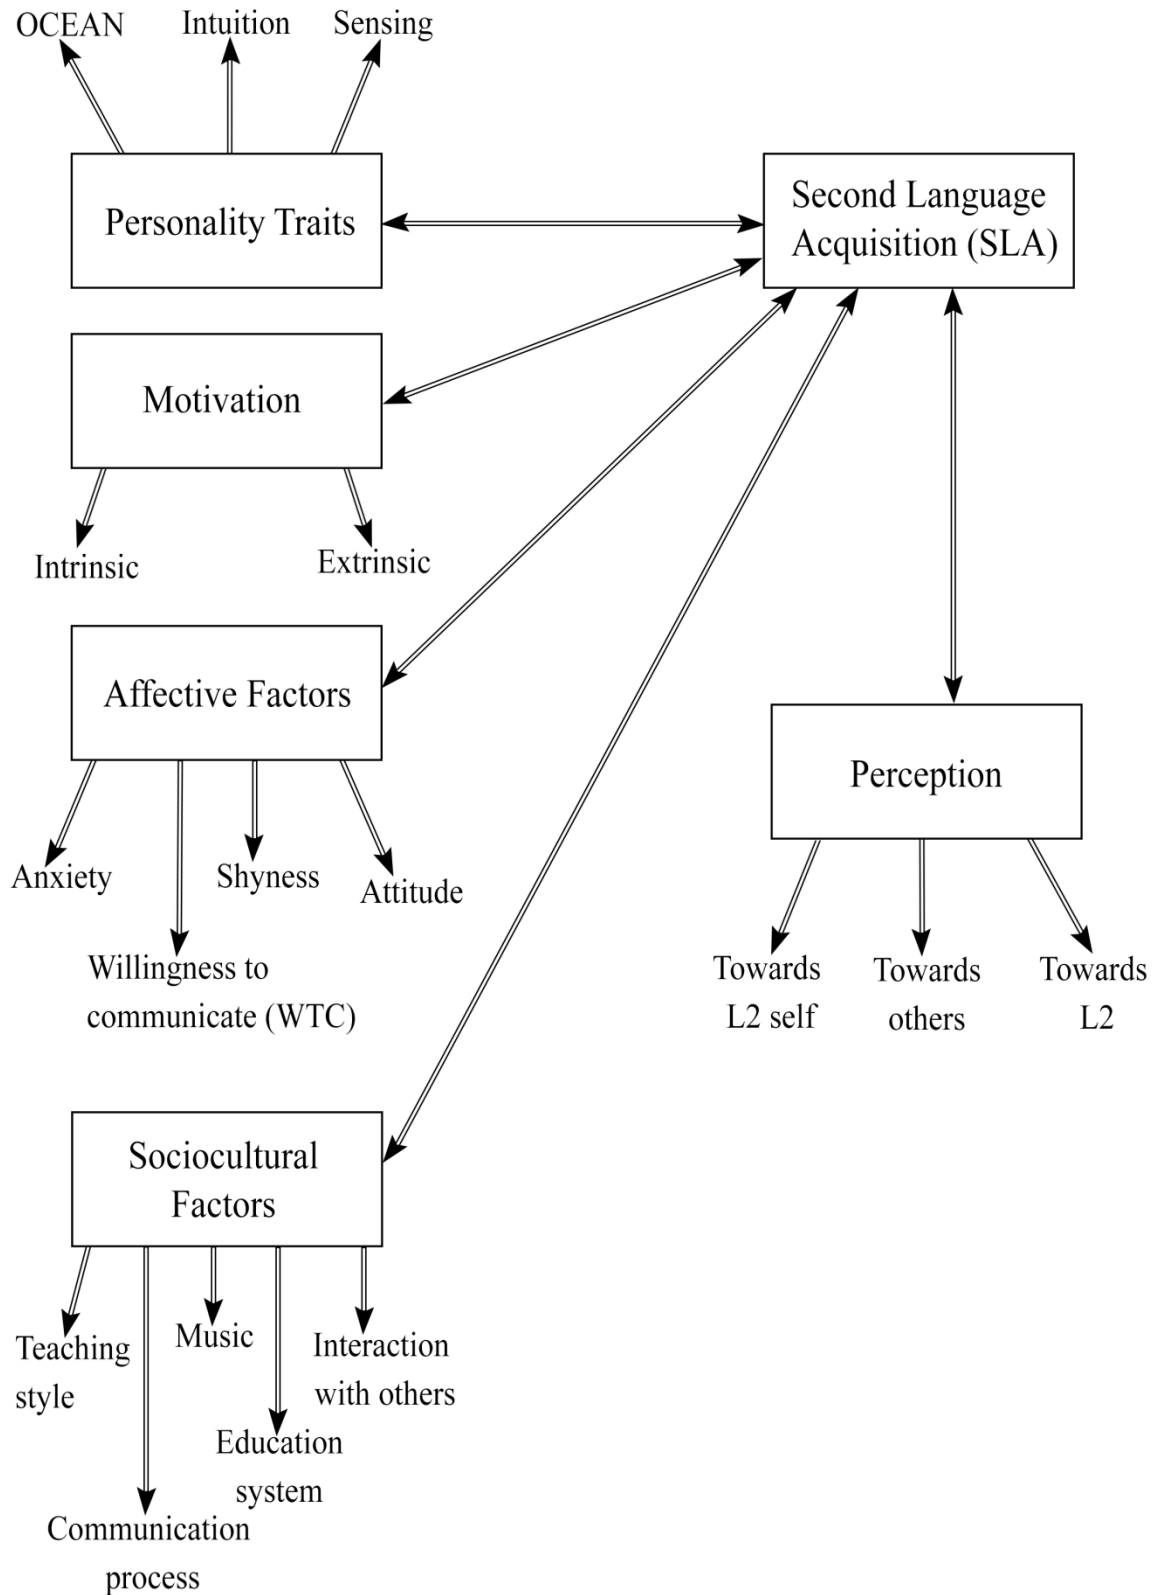 OCEAN
Intuition
Sensing
Personality Traits
Second Language
Acquisition (SLA)
Motivation
Intrinsic
Extrinsic
Affective Factors
Anxiety
Shyness
Attitude
Willingness to
communicate (WTC)
Perception
Towards
L2 self
Towards
others
Towards
L2
Sociocultural
Factors
Teaching
style
Music
Interaction
with others
Education
system
Communication
process